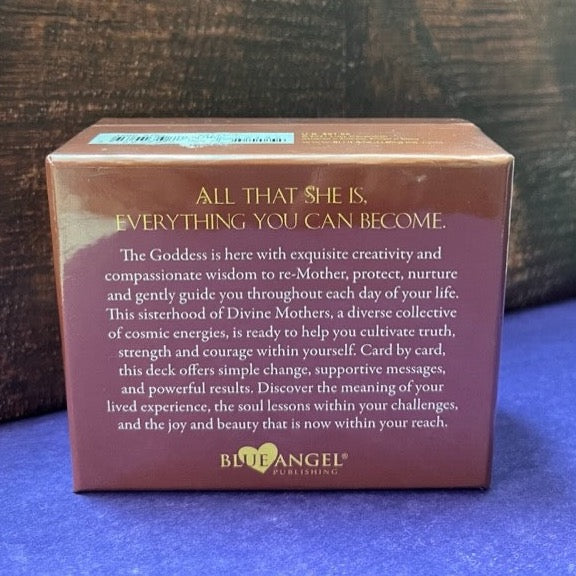 ALL THAT SHE IS,
EVERYTHING YOU CAN BECOME.
The Goddess is here with exquisite creativity and
compassionate wisdom to re-Mother, protect, nurture
and gently guide you throughout each day of your life.
This sisterhood of Divine Mothers, a diverse collective
of cosmic energies, is ready to help you cultivate truth,
strength and courage within yourself. Card by card,
this deck offers simple change, supportive messages,
and powerful results. Discover the meaning of your
lived experience, the soul lessons within your challenges,
and the joy and beauty that is now within your reach.
BLUE ANGEL®
PUBLISHING